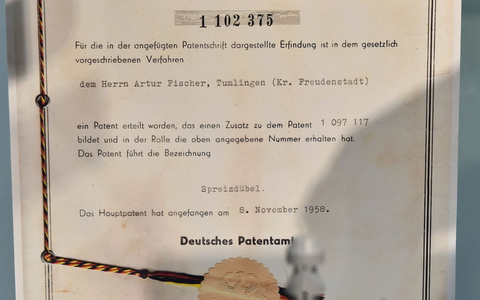 1 102 375
Für die in der angefügten Patentschrift dargestellte Erfindung ist in dem gesetzlich
vorgeschriebenen Verfahren
dem Herrn Artur Fischer, Tumlingen (Kr. Freudenstadt)
ein Patent erteilt worden, das einen Zusatz zu dem Patent 1 097 117
bildet und in der Rolle die oben angegebene Nummer erhalten hat.
Das Patent führt die Bezeichnung
Spreizdübel.
Das Hauptpatent hat angefangen am 8. November 1958.
Deutsches Patentamt